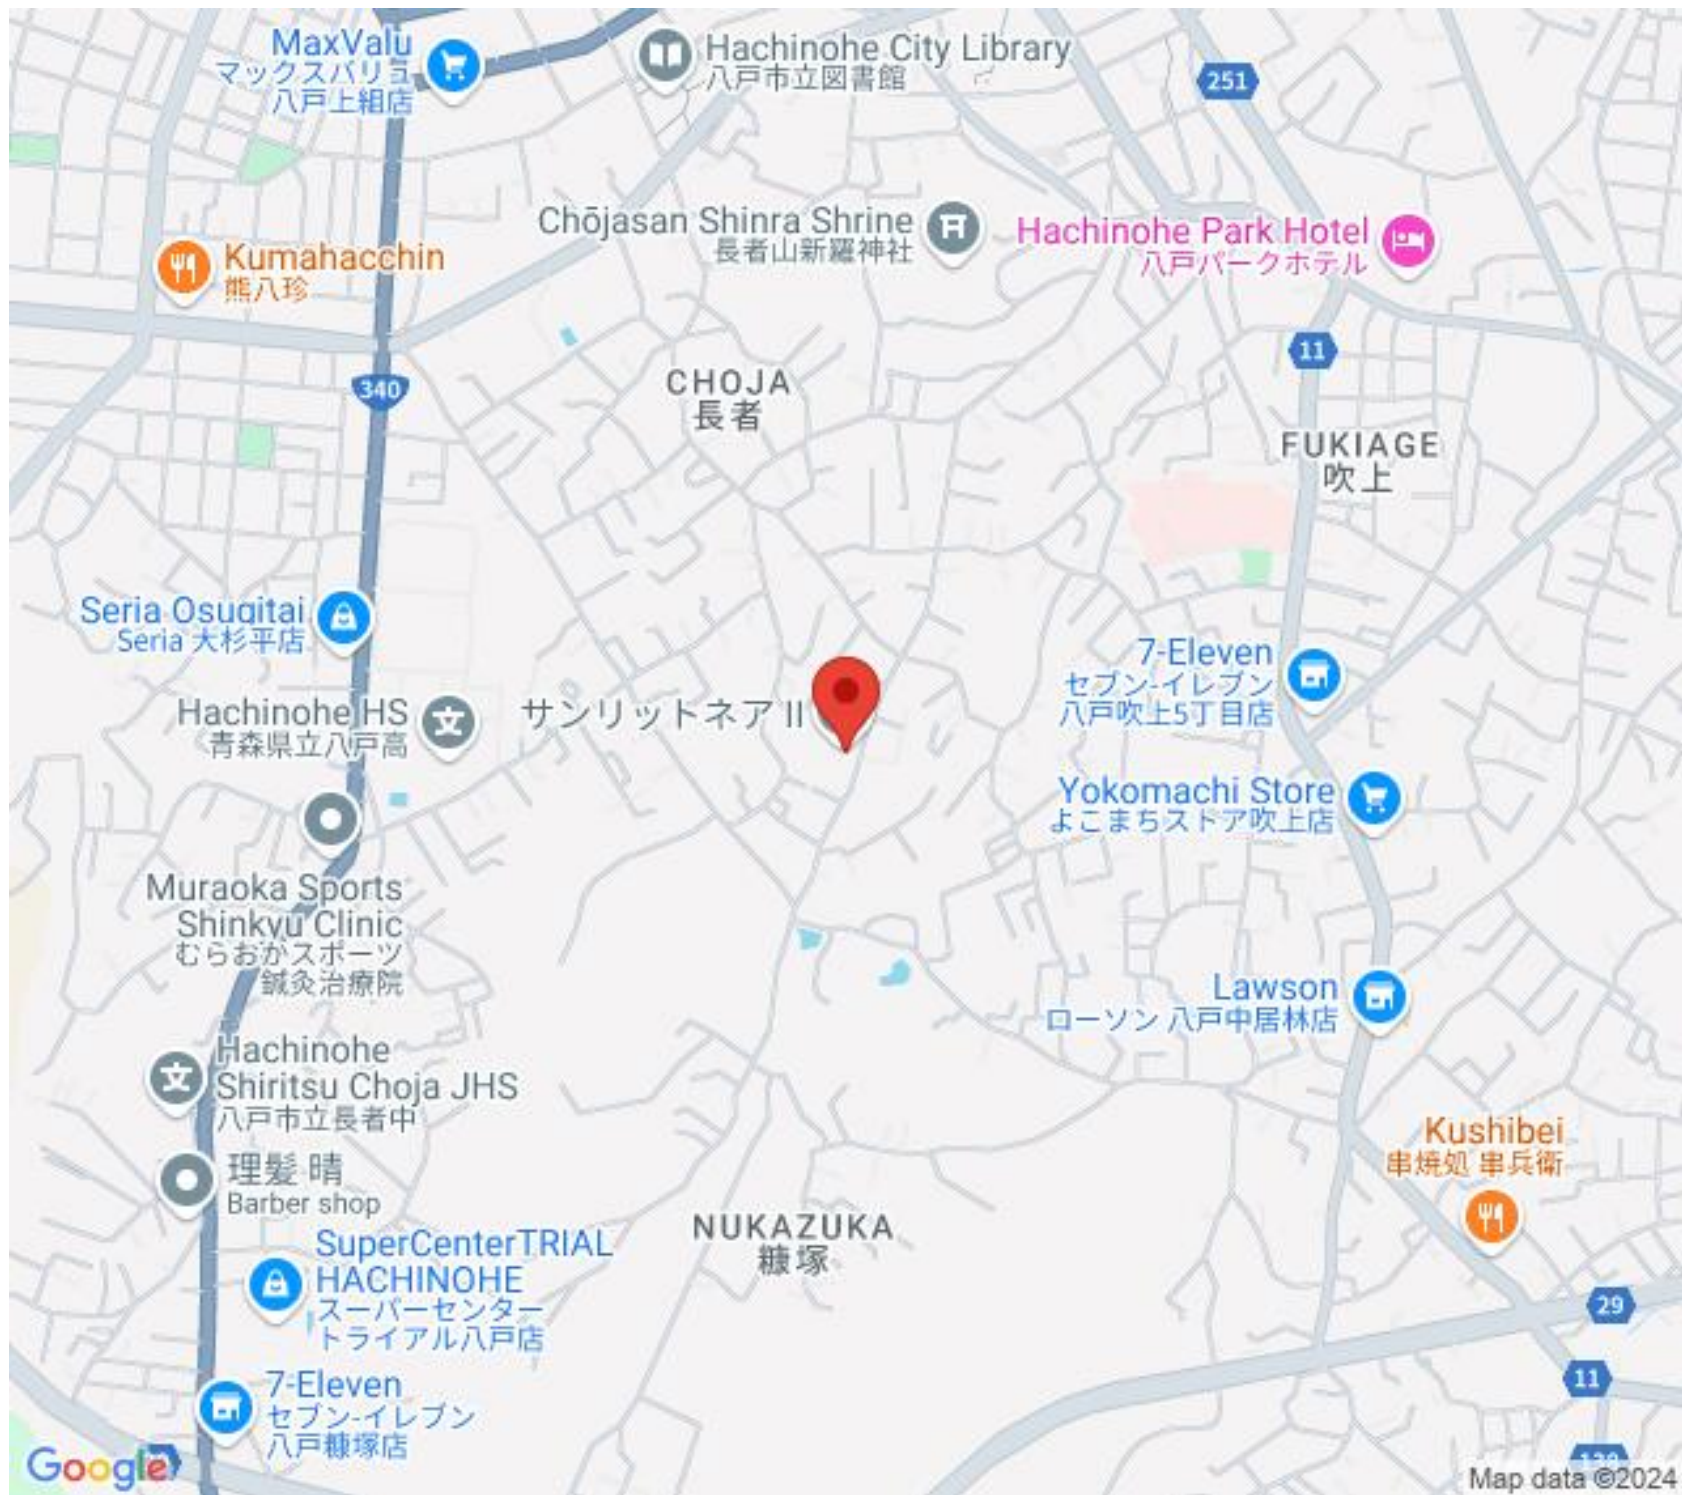 MaxValu
マックスバリュ
八戸上組店
Hachinohe City Library
八戸市立図書館
251
Chōjasan Shinra Shrine
長者山新羅神社
Hachinohe Park Hotel
八戸パークホテル
Kumahacchin
熊八珍
11
340
CHOJA
長者
FUKIAGE
吹上
Seria Osugitai
Seria 大杉平店
7-Eleven
セブン-イレブン
八戸吹上5丁目店
Hachinohe HS
青森県立八戸高
サンリットネアⅡ
Yokomachi Store
よこまちストア吹上店
Muraoka Sports
Shinkyu Clinic
むらおかスポーツ
鍼灸治療院
Lawson
ローソン 八戸中居林店
Hachinohe
Shiritsu Choja JHS
八戸市立長者中
Kushibei
串焼処 串兵衛
理髪 晴
Barber shop
NUKAZUKA
糠塚
SuperCenterTRIAL
HACHINOHE
スーパーセンター
トライアル八戸店
29
11
7-Eleven
セブン-イレブン
八戸糠塚店
Google
Map data ©2024